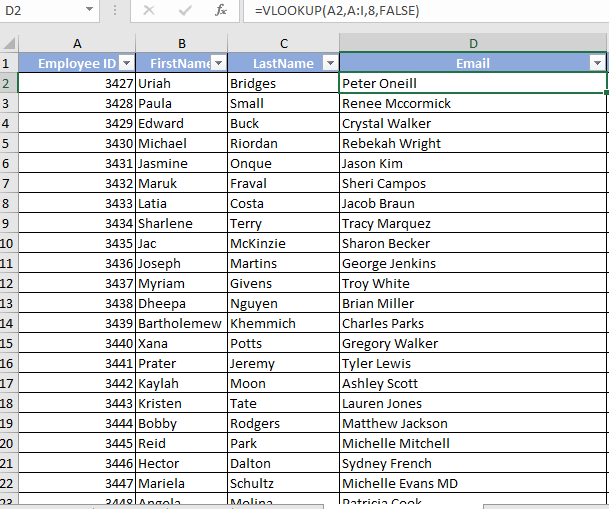 D2 fx =VLOOKUP(A2,A:I,8,FALSE)
A B C D
1 Employee ID FirstName LastName Email
2 3427 Uriah Bridges Peter Oneill
3 3428 Paula Small Renee Mccormick
4 3429 Edward Buck Crystal Walker
5 3430 Michael Riordan Rebekah Wright
6 3431 Jasmine Onque Jason Kim
7 3432 Maruk Fraval Sheri Campos
8 3433 Latia Costa Jacob Braun
9 3434 Sharlene Terry Tracy Marquez
10 3435 Jac McKinzie Sharon Becker
11 3436 Joseph Martins George Jenkins
12 3437 Myriam Givens Troy White
13 3438 Dheepa Nguyen Brian Miller
14 3439 Bartholemew Khemmich Charles Parks
15 3440 Xana Potts Gregory Walker
16 3441 Prater Jeremy Tyler Lewis
17 3442 Kaylah Moon Ashley Scott
18 3443 Kristen Tate Lauren Jones
19 3444 Bobby Rodgers Matthew Jackson
20 3445 Reid Park Michelle Mitchell
21 3446 Hector Dalton Sydney French
22 3447 Mariela Schultz Michelle Evans MD
23 3448 Angela Molina Patricia Cook